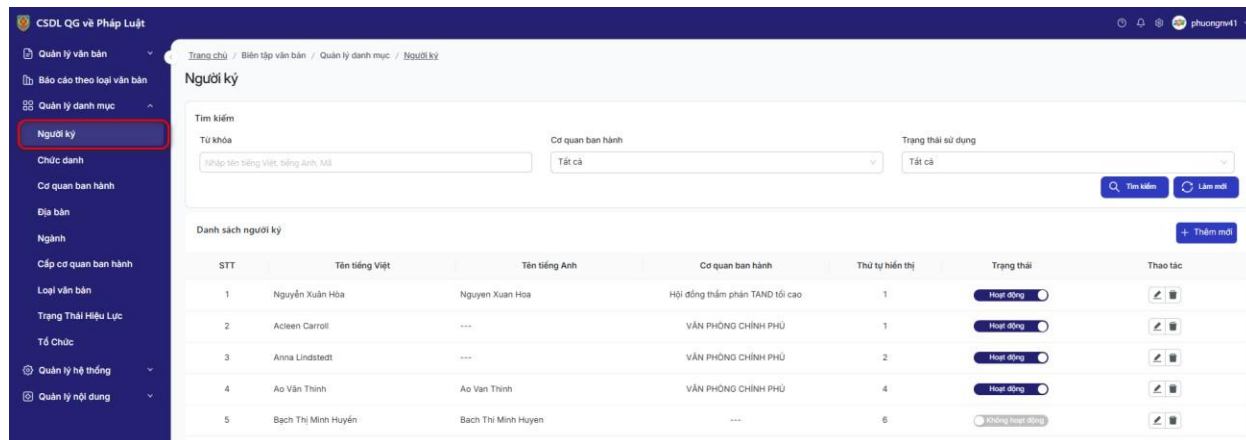 CSDL QG về Pháp Luật
phuongnv41
Quản lý văn bản
Báo cáo theo loại văn bản
Quản lý danh mục
Người ký
Chức danh
Cơ quan ban hành
Địa bàn
Ngành
Cấp cơ quan ban hành
Loại văn bản
Trạng Thái Hiệu Lực
Tổ Chức
Quản lý hệ thống
Quản lý nội dung
Trang chủ / Biên tập văn bản / Quản lý danh mục / Người ký
Người ký
Tìm kiếm
Từ khóa Cơ quan ban hành Trạng thái sử dụng
Nhập tên tiếng Việt, tiếng Anh, Mã Tất cả Tất cả
Tìm kiếm Làm mới
Danh sách người ký + Thêm mới
STT Tên tiếng Việt Tên tiếng Anh Cơ quan ban hành Thứ tự hiển thị Trạng thái Thao tác
1 Nguyễn Xuân Hòa Nguyen Xuan Hoa Hội đồng thẩm phán TAND tối cao 1 Hoạt động
2 Acleen Carroll --- VĂN PHÒNG CHÍNH PHỦ 1 Hoạt động
3 Anna Lindstedt --- VĂN PHÒNG CHÍNH PHỦ 2 Hoạt động
4 Ao Văn Thinh Ao Van Thinh VĂN PHÒNG CHÍNH PHỦ 4 Hoạt động
5 Bạch Thị Minh Huyền Bach Thi Minh Huyen --- 6 Không hoạt động